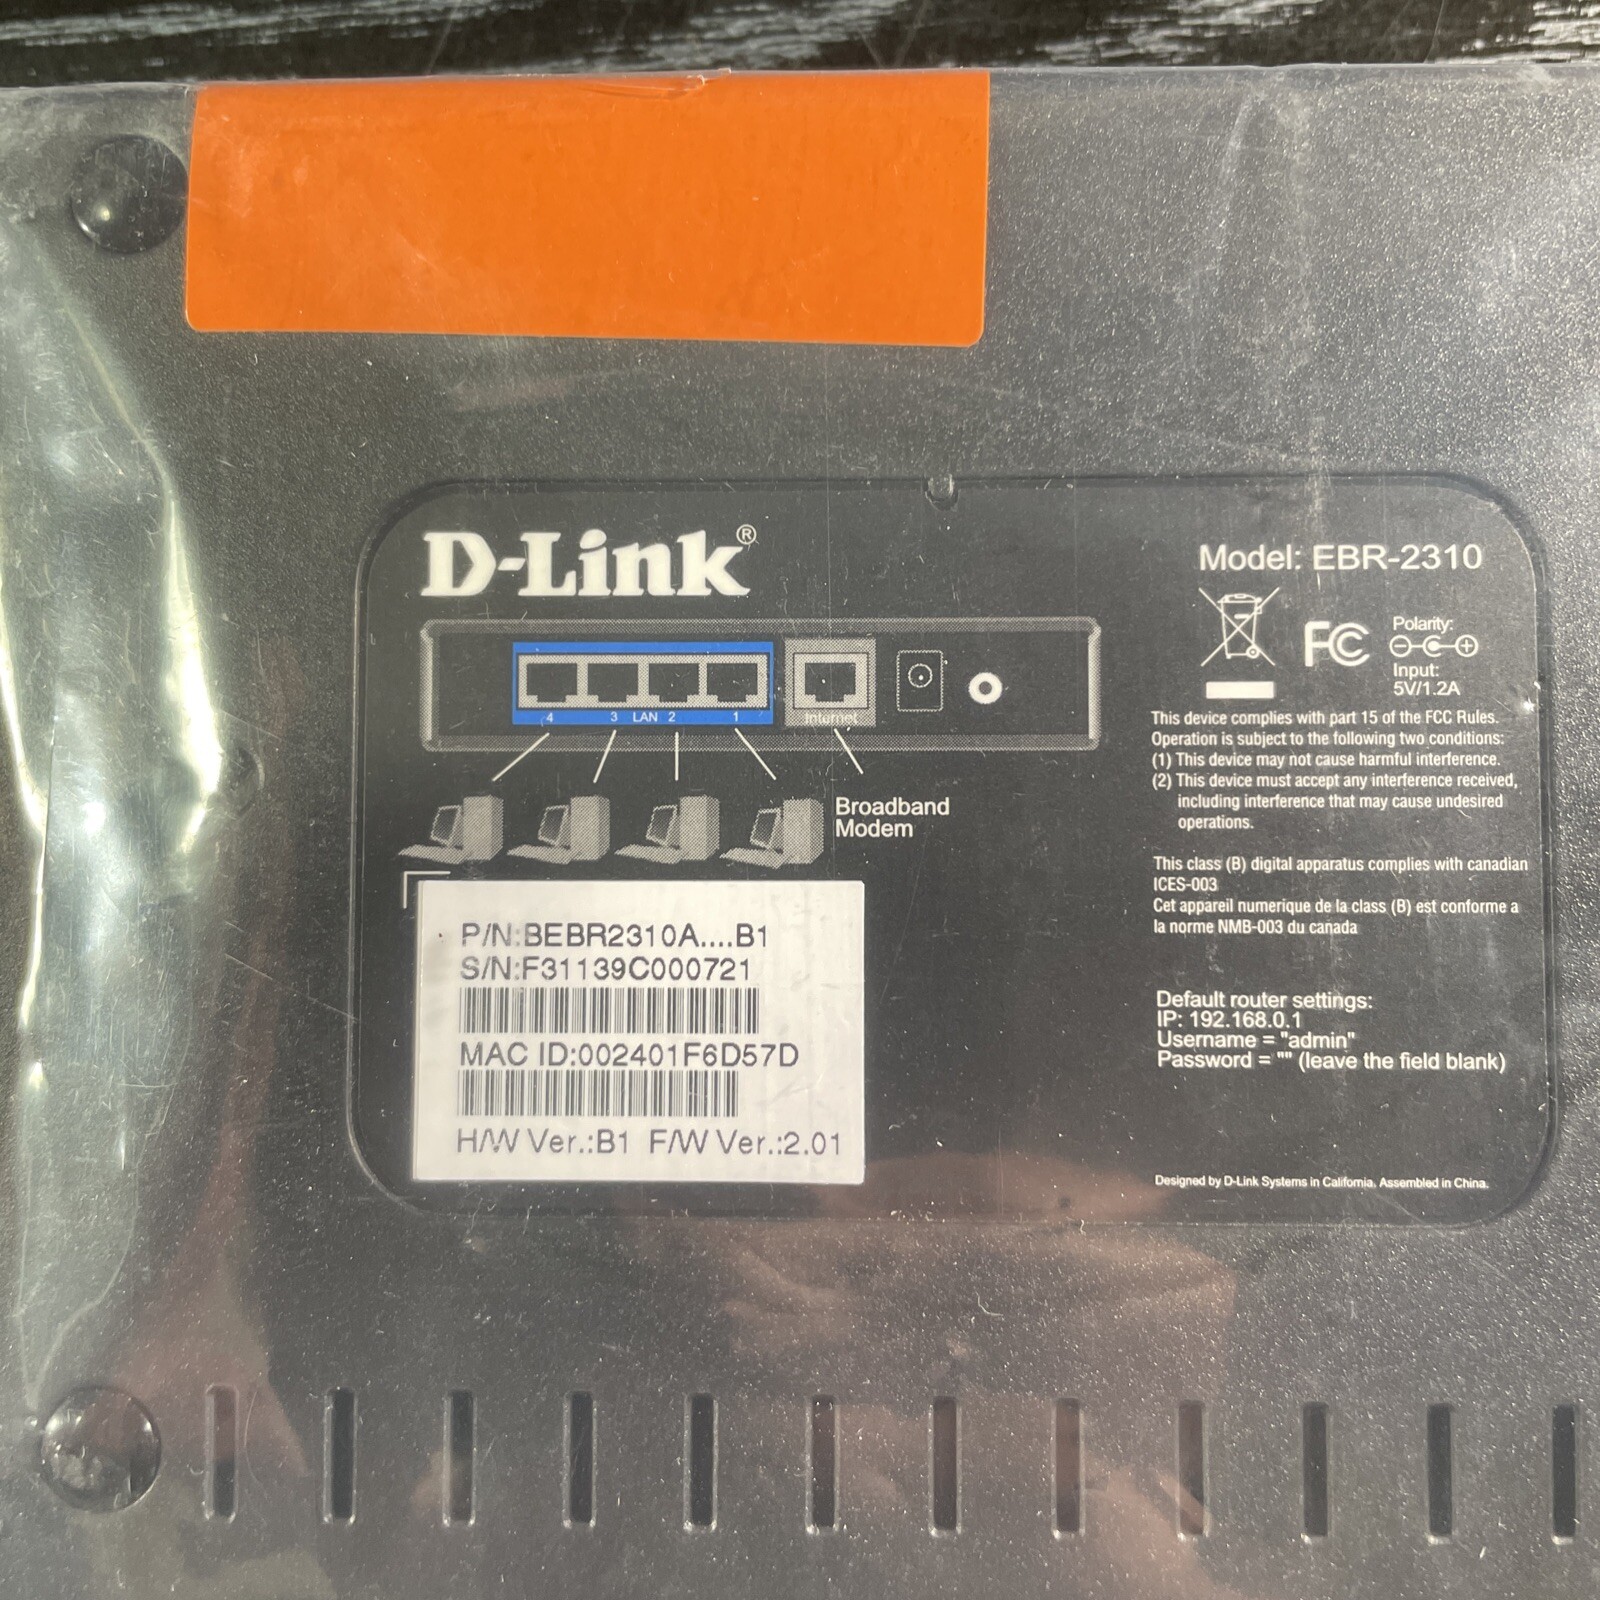 D-Link®
4 3 LAN 2 1
Internet
Broadband
Modem
P/N:BEBR2310A....B1
S/N:F31139C000721
MAC ID:002401F6D57D
H/W Ver.:B1 F/W Ver.:2.01
Model: EBR-2310
FC
Polarity:
Input:
5V/1.2A
This device complies with part 15 of the FCC Rules.
Operation is subject to the following two conditions:
(1) This device may not cause harmful interference.
(2) This device must accept any interference received,
including interference that may cause undesired
operations.
This class (B) digital apparatus complies with canadian
ICES-003
Cet appareil numerique de la class (B) est conforme a
la norme NMB-003 du canada
Default router settings:
IP: 192.168.0.1
Username = "admin"
Password = "" (leave the field blank)
Designed by D-Link Systems in California, Assembled in China.